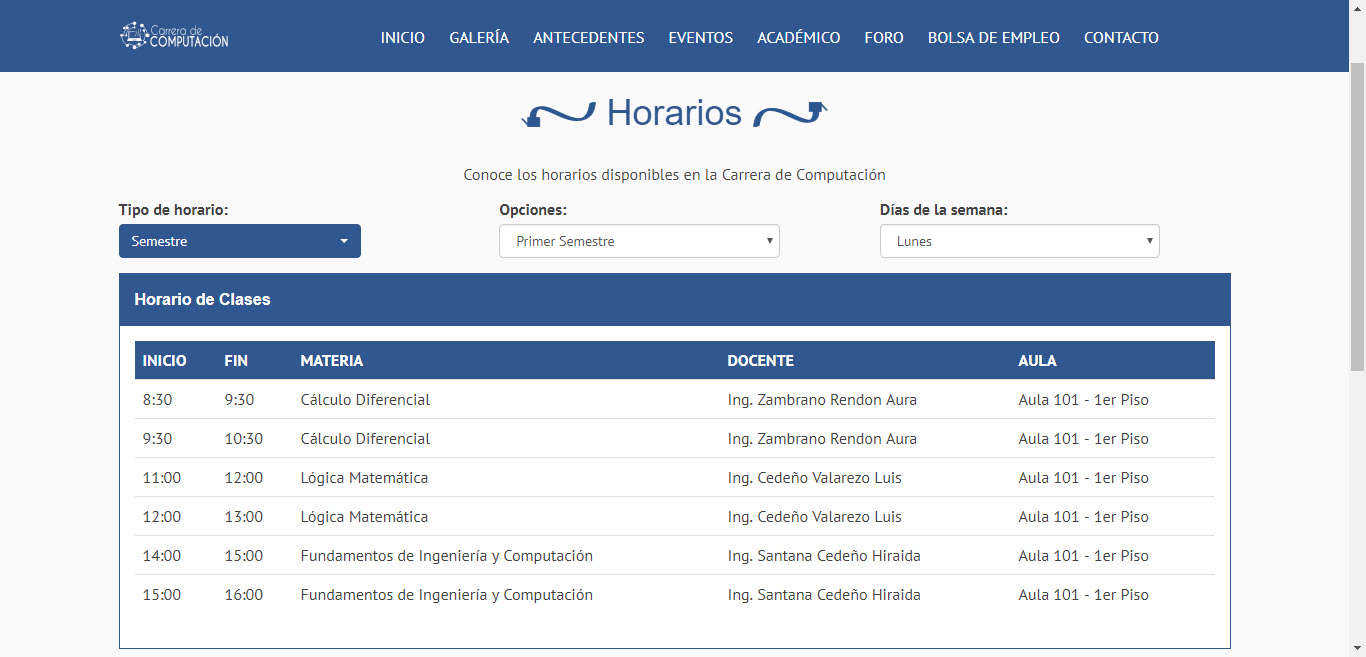 Carrera de
COMPUTACIÓN
INICIO GALERÍA ANTECEDENTES EVENTOS ACADÉMICO FORO BOLSA DE EMPLEO CONTACTO
Horarios
Conoce los horarios disponibles en la Carrera de Computación
Tipo de horario: Opciones: Días de la semana:
Semestre Primer Semestre Lunes
Horario de Clases
INICIO FIN MATERIA DOCENTE AULA
8:30 9:30 Cálculo Diferencial Ing. Zambrano Rendon Aura Aula 101 - 1er Piso
9:30 10:30 Cálculo Diferencial Ing. Zambrano Rendon Aura Aula 101 - 1er Piso
11:00 12:00 Lógica Matemática Ing. Cedeño Valarezo Luis Aula 101 - 1er Piso
12:00 13:00 Lógica Matemática Ing. Cedeño Valarezo Luis Aula 101 - 1er Piso
14:00 15:00 Fundamentos de Ingeniería y Computación Ing. Santana Cedeño Hiraida Aula 101 - 1er Piso
15:00 16:00 Fundamentos de Ingeniería y Computación Ing. Santana Cedeño Hiraida Aula 101 - 1er Piso